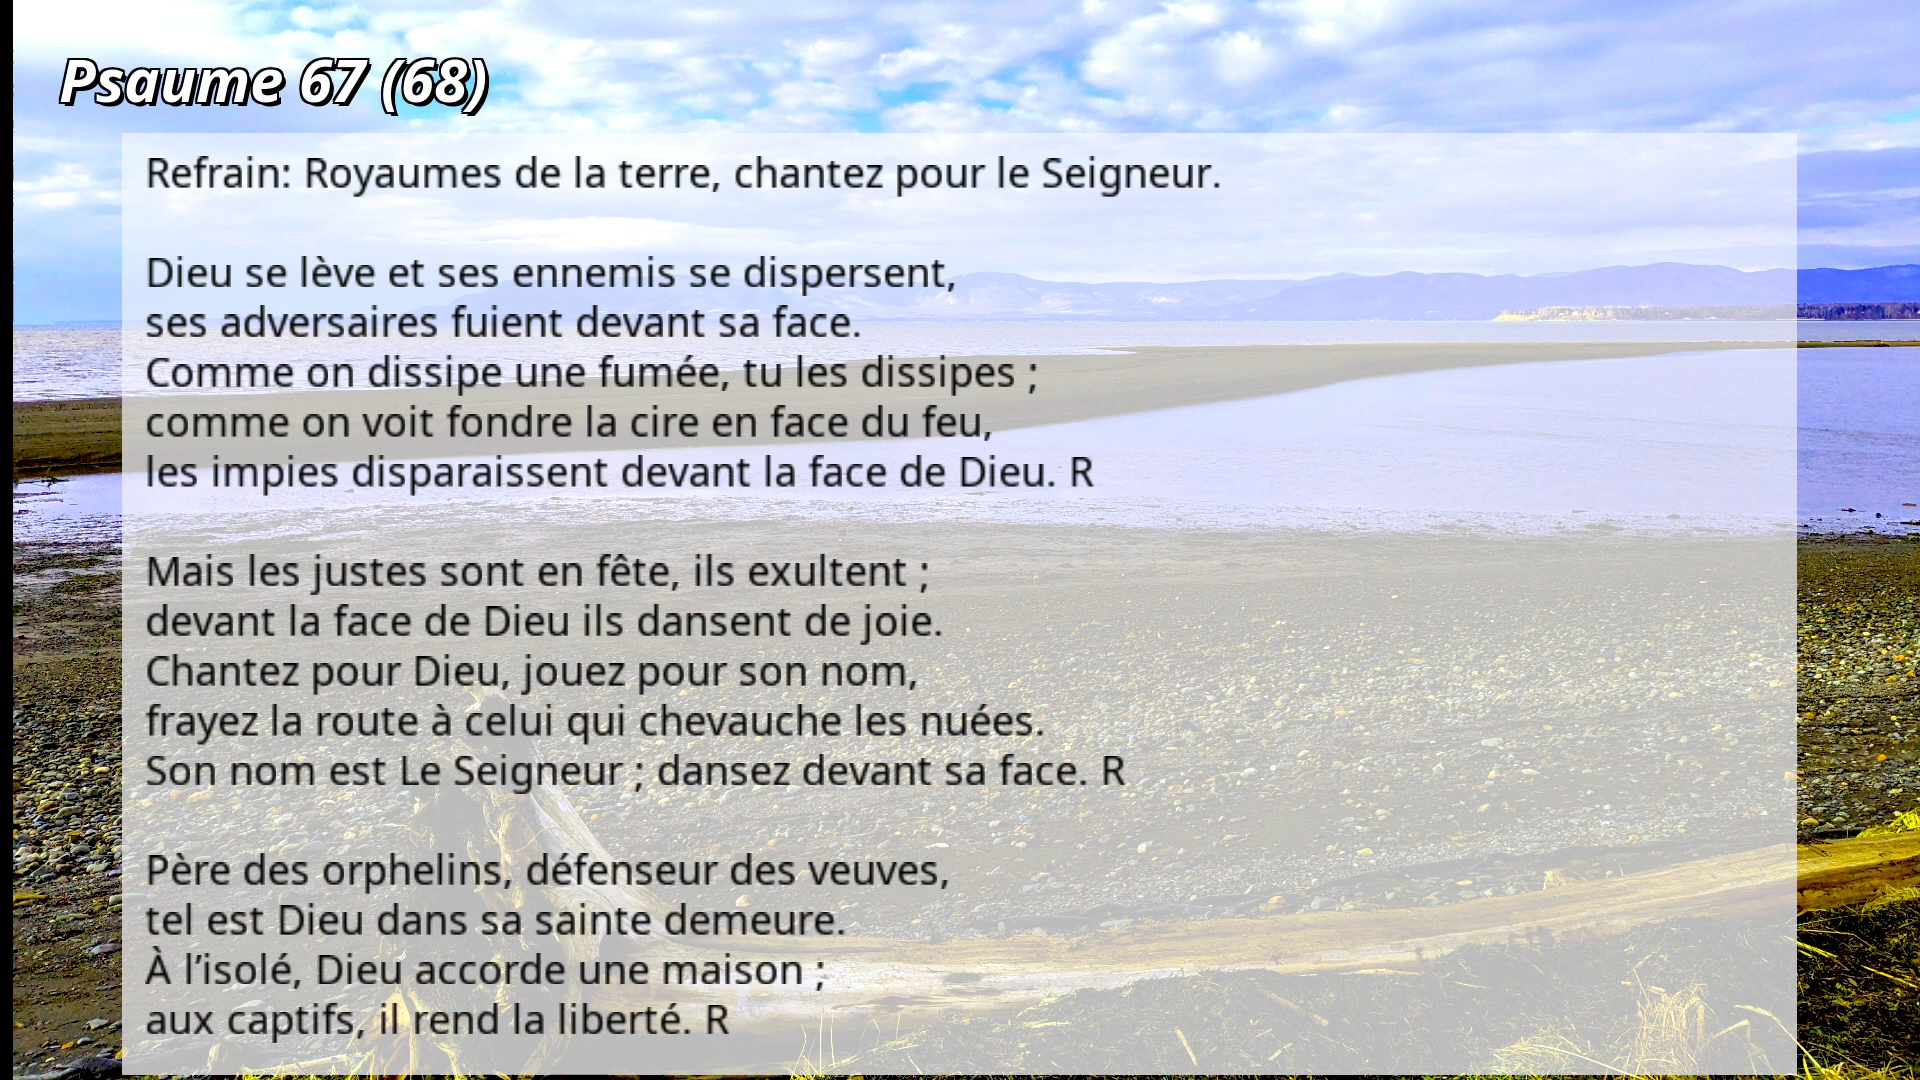 Psaume 67 (68)
Refrain: Royaumes de la terre, chantez pour le Seigneur.
Dieu se lève et ses ennemis se dispersent,
ses adversaires fuient devant sa face.
Comme on dissipe une fumée, tu les dissipes ;
comme on voit fondre la cire en face du feu,
les impies disparaissent devant la face de Dieu. R
Mais les justes sont en fête, ils exultent ;
devant la face de Dieu ils dansent de joie.
Chantez pour Dieu, jouez pour son nom,
frayez la route à celui qui chevauche les nuées.
Son nom est Le Seigneur ; dansez devant sa face. R
Père des orphelins, défenseur des veuves,
tel est Dieu dans sa sainte demeure.
À l’isolé, Dieu accorde une maison ;
aux captifs, il rend la liberté. R